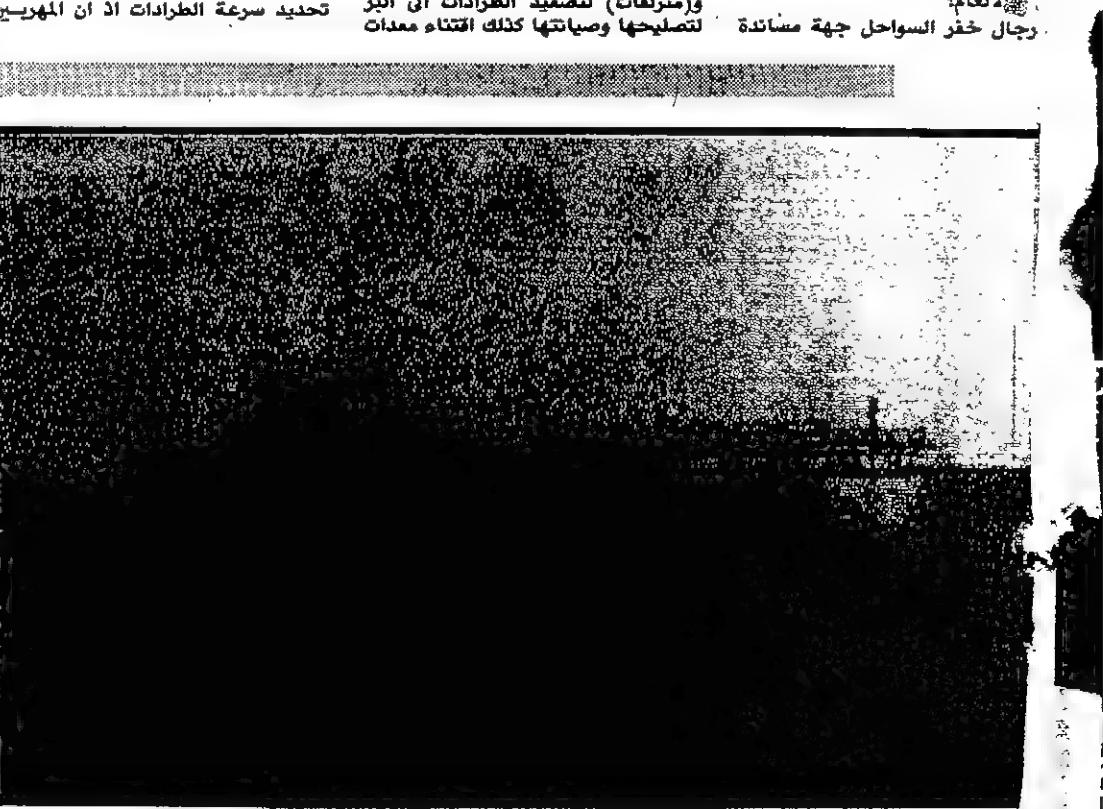 رجال خفر السواحل جهة مساندة
و(منزلقات) لتصعيد الطرادات الى البر
لتصليحها وصيانتها كذلك اقتناء معدات
تحديد سرعة الطرادات اذ ان المهربين